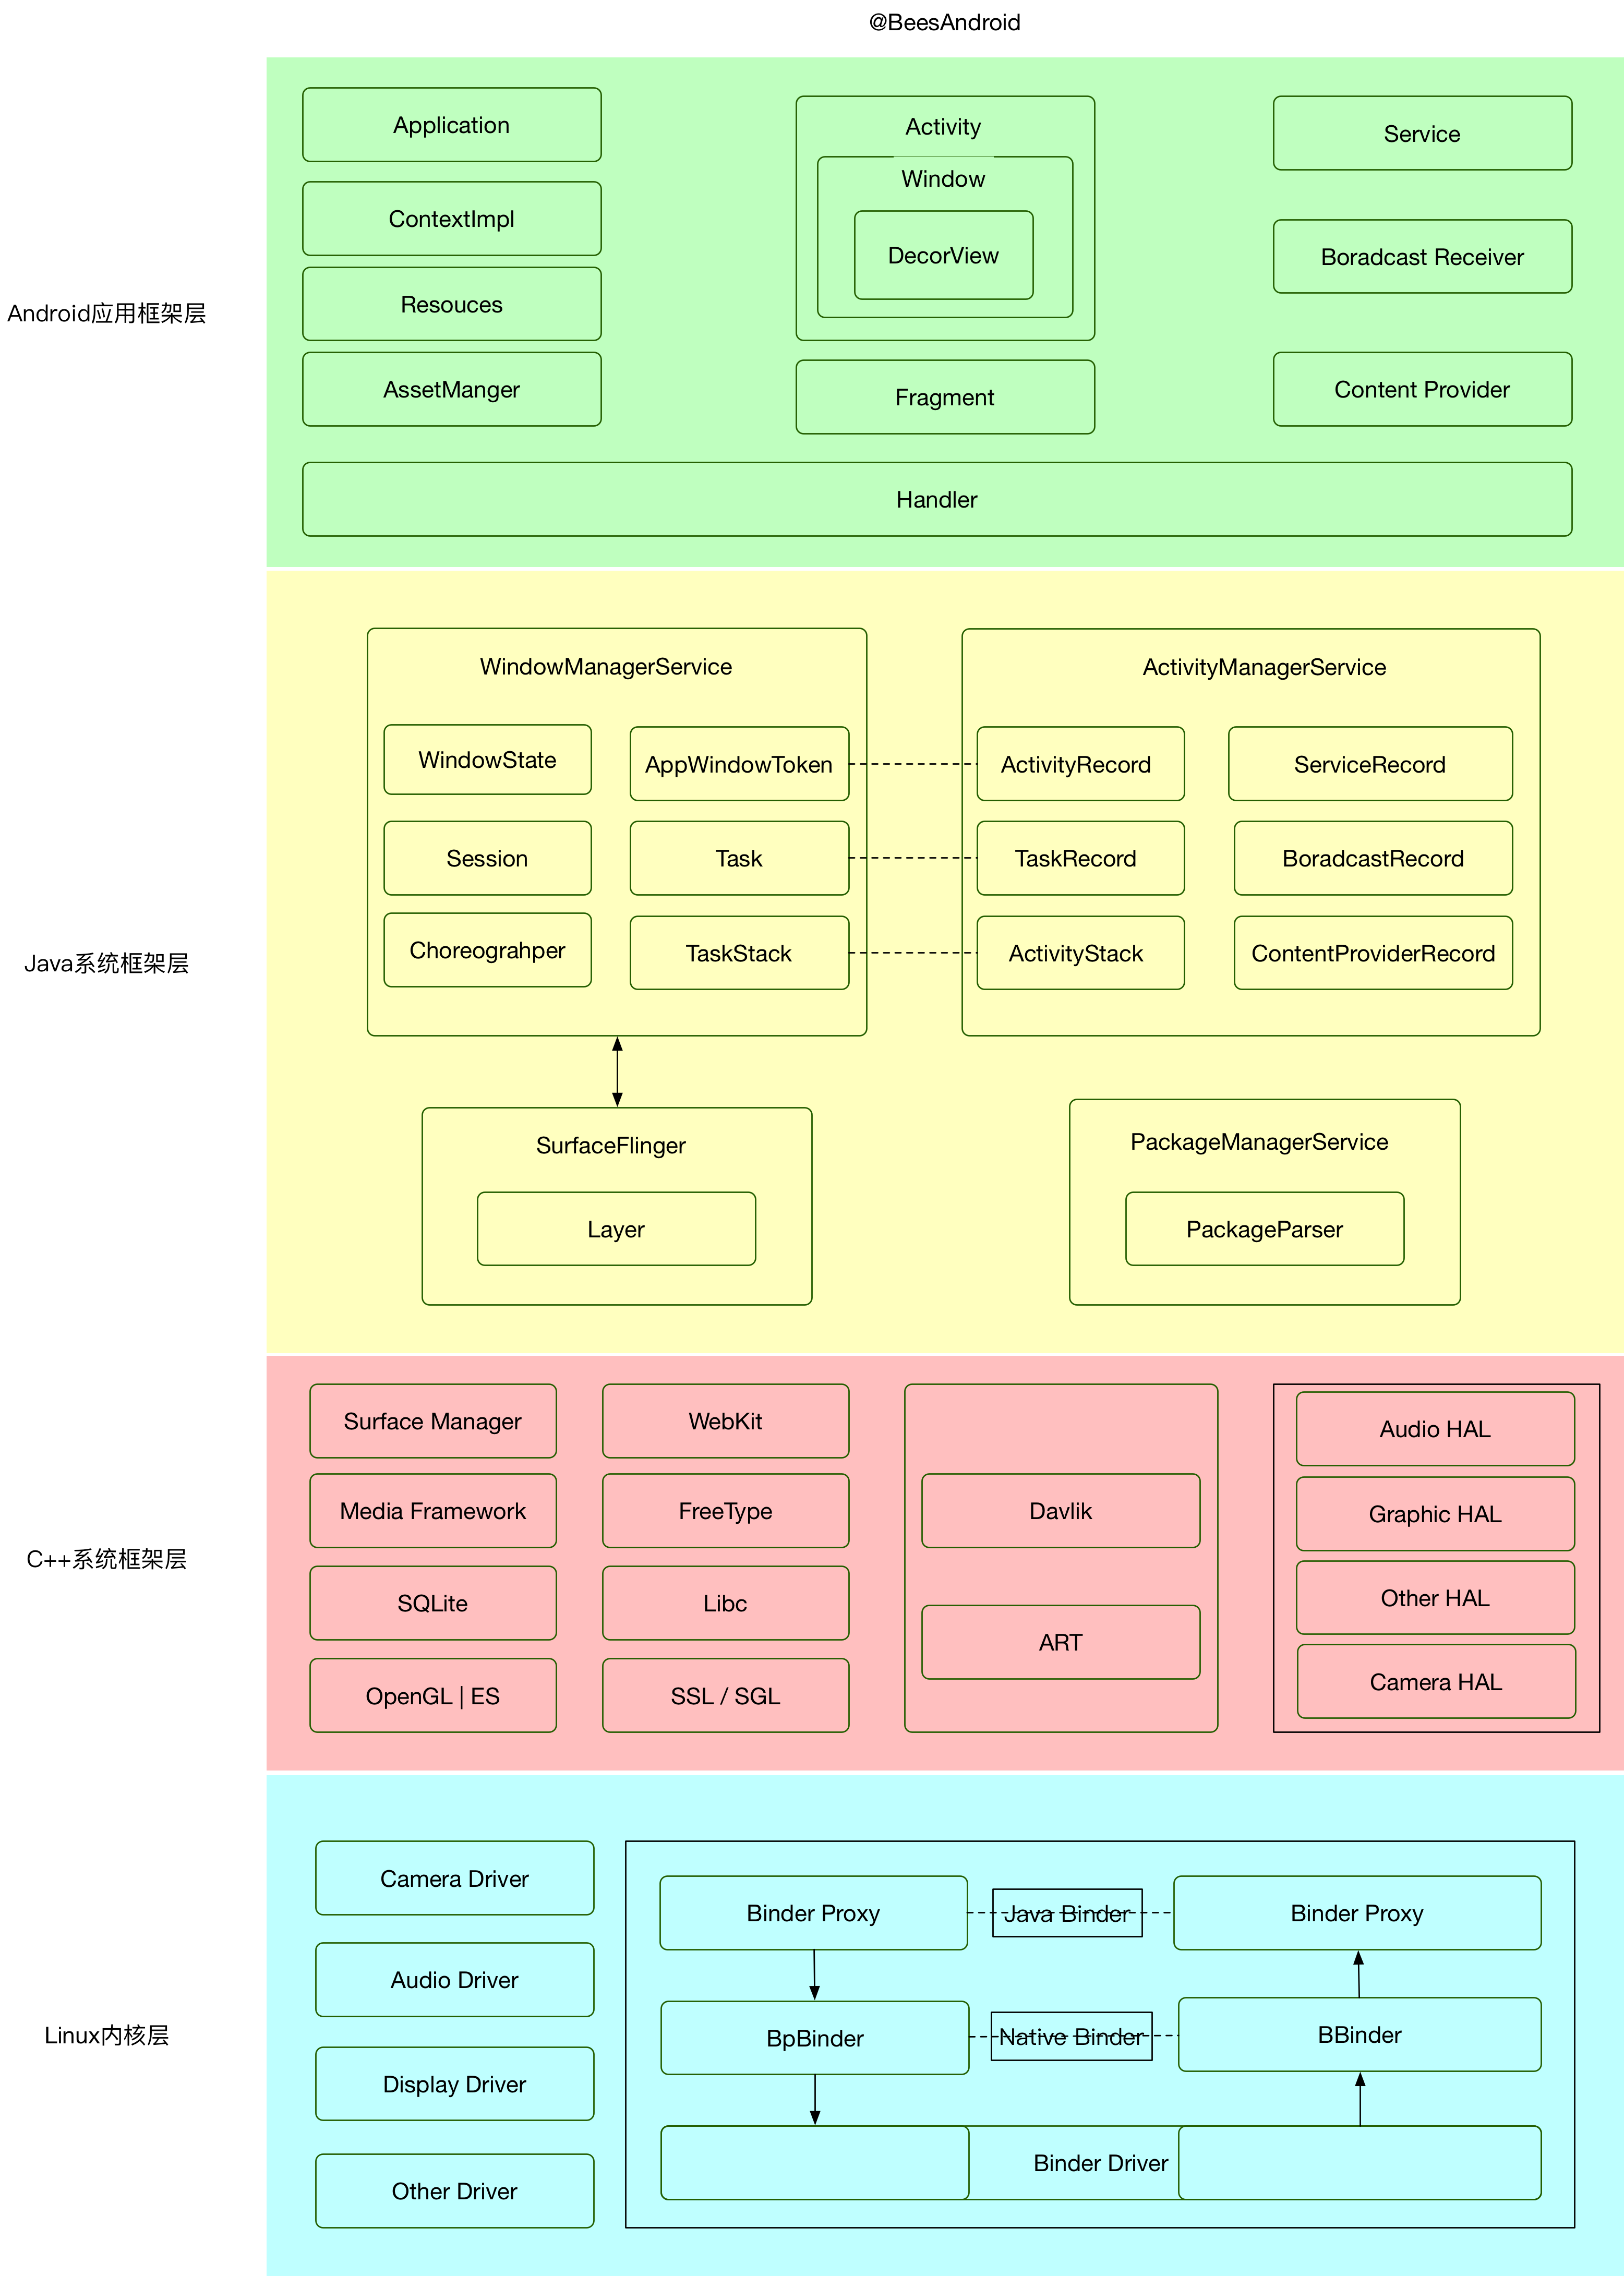 @BeesAndroid
Android应用框架层
Application
ContextImpl
Resouces
AssetManger
Activity
Window
DecorView
Fragment
Service
Boradcast Receiver
Content Provider
Handler
Java系统框架层
WindowManagerService
WindowState
AppWindowToken
Session
Task
Choreograhper
TaskStack
ActivityManagerService
ActivityRecord
ServiceRecord
TaskRecord
BoradcastRecord
ActivityStack
ContentProviderRecord
SurfaceFlinger
Layer
PackageManagerService
PackageParser
C++系统框架层
Surface Manager
WebKit
Media Framework
FreeType
SQLite
Libc
OpenGL | ES
SSL / SGL
Davlik
ART
Audio HAL
Graphic HAL
Other HAL
Camera HAL
Linux内核层
Camera Driver
Audio Driver
Display Driver
Other Driver
Binder Proxy
Java Binder
Binder Proxy
BpBinder
Native Binder
BBinder
Binder Driver